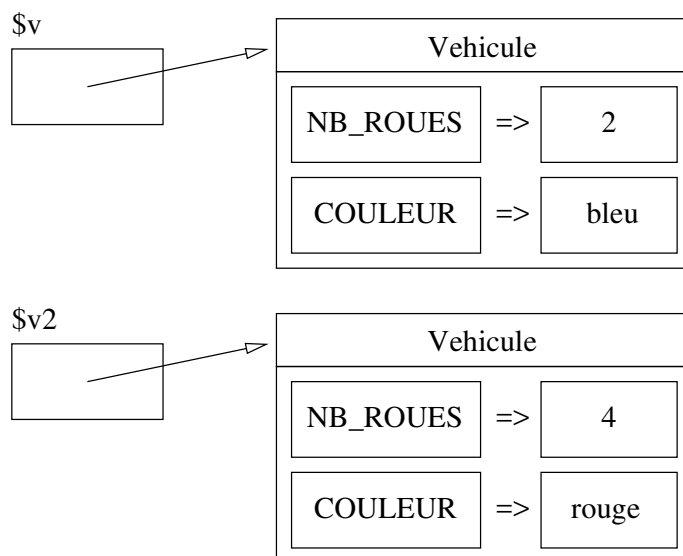 $v
Vehicule
NB_ROUES => 2
COULEUR => bleu
$v2
Vehicule
NB_ROUES => 4
COULEUR => rouge